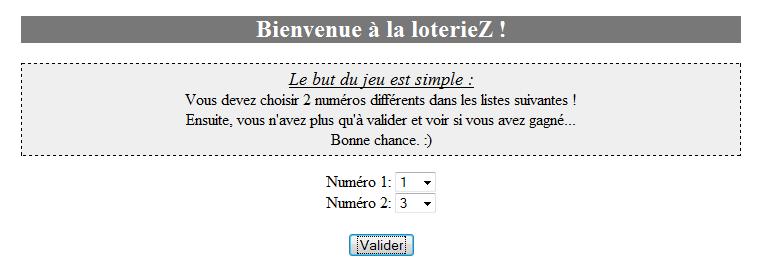 Bienvenue à la loterieZ !
Le but du jeu est simple :
Vous devez choisir 2 numéros différents dans les listes suivantes !
Ensuite, vous n'avez plus qu'à valider et voir si vous avez gagné...
Bonne chance. :)
Numéro 1: 1
Numéro 2: 3
Valider